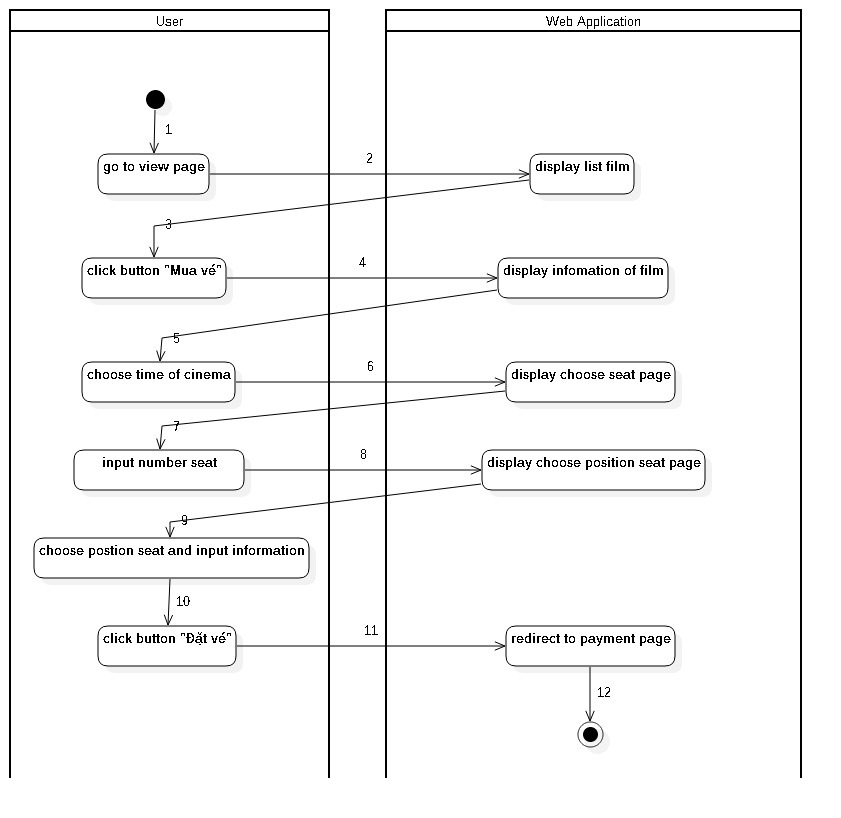 User
Web Application
1
go to view page
2
display list film
3
click button "Mua vé"
4
display infomation of film
5
choose time of cinema
6
display choose seat page
7
input number seat
8
display choose position seat page
9
choose postion seat and input information
10
click button "Đặt vé"
11
redirect to payment page
12